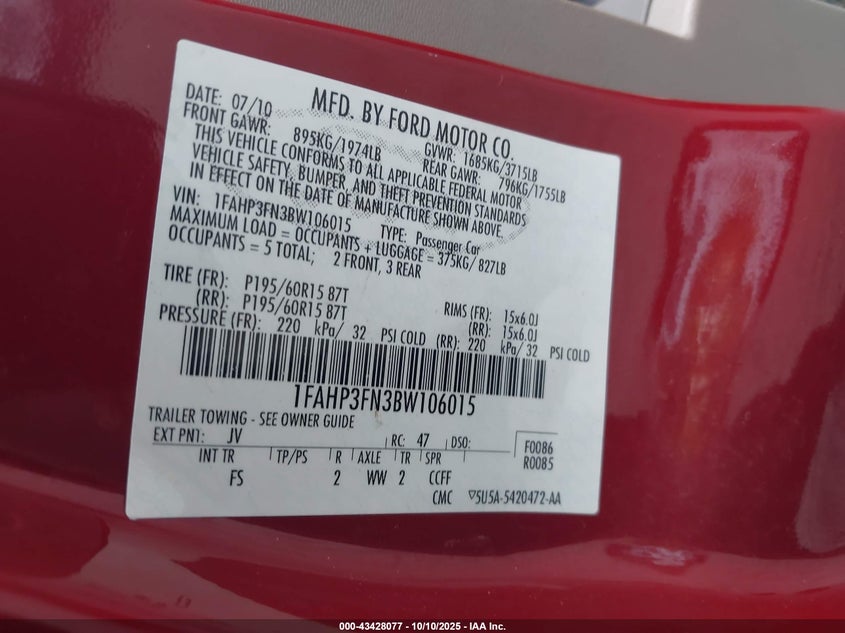 DATE: 07/10 MFD. BY FORD MOTOR CO.
FRONT GAWR: 895KG/1974LB GVWR: 1685KG/3715LB
REAR GAWR: 796KG/1755LB
THIS VEHICLE CONFORMS TO ALL APPLICABLE FEDERAL MOTOR
VEHICLE SAFETY, BUMPER, AND THEFT PREVENTION STANDARDS
IN EFFECT ON THE DATE OF MANUFACTURE SHOWN ABOVE.
VIN: 1FAHP3FN3BW106015 TYPE: Passenger Car
MAXIMUM LOAD = OCCUPANTS + LUGGAGE = 375KG/ 827LB
OCCUPANTS = 5 TOTAL; 2 FRONT, 3 REAR
TIRE (FR): P195/60R15 87T RIMS (FR): 15x6.0J
(RR): P195/60R15 87T (RR): 15x6.0J
PRESSURE (FR): 220 kPa/ 32 PSI COLD (RR): 220 kPa/ 32 PSI COLD
1FAHP3FN3BW106015
TRAILER TOWING - SEE OWNER GUIDE
EXT PNT: JV RC: 47 DSO: F0086
R0085
INT TR TP/PS R AXLE TR SPR
FS 2 WW 2 CCFF
CMC ▽5U5A-5420472-AA
000-43428077 - 10/10/2025 - IAA Inc.